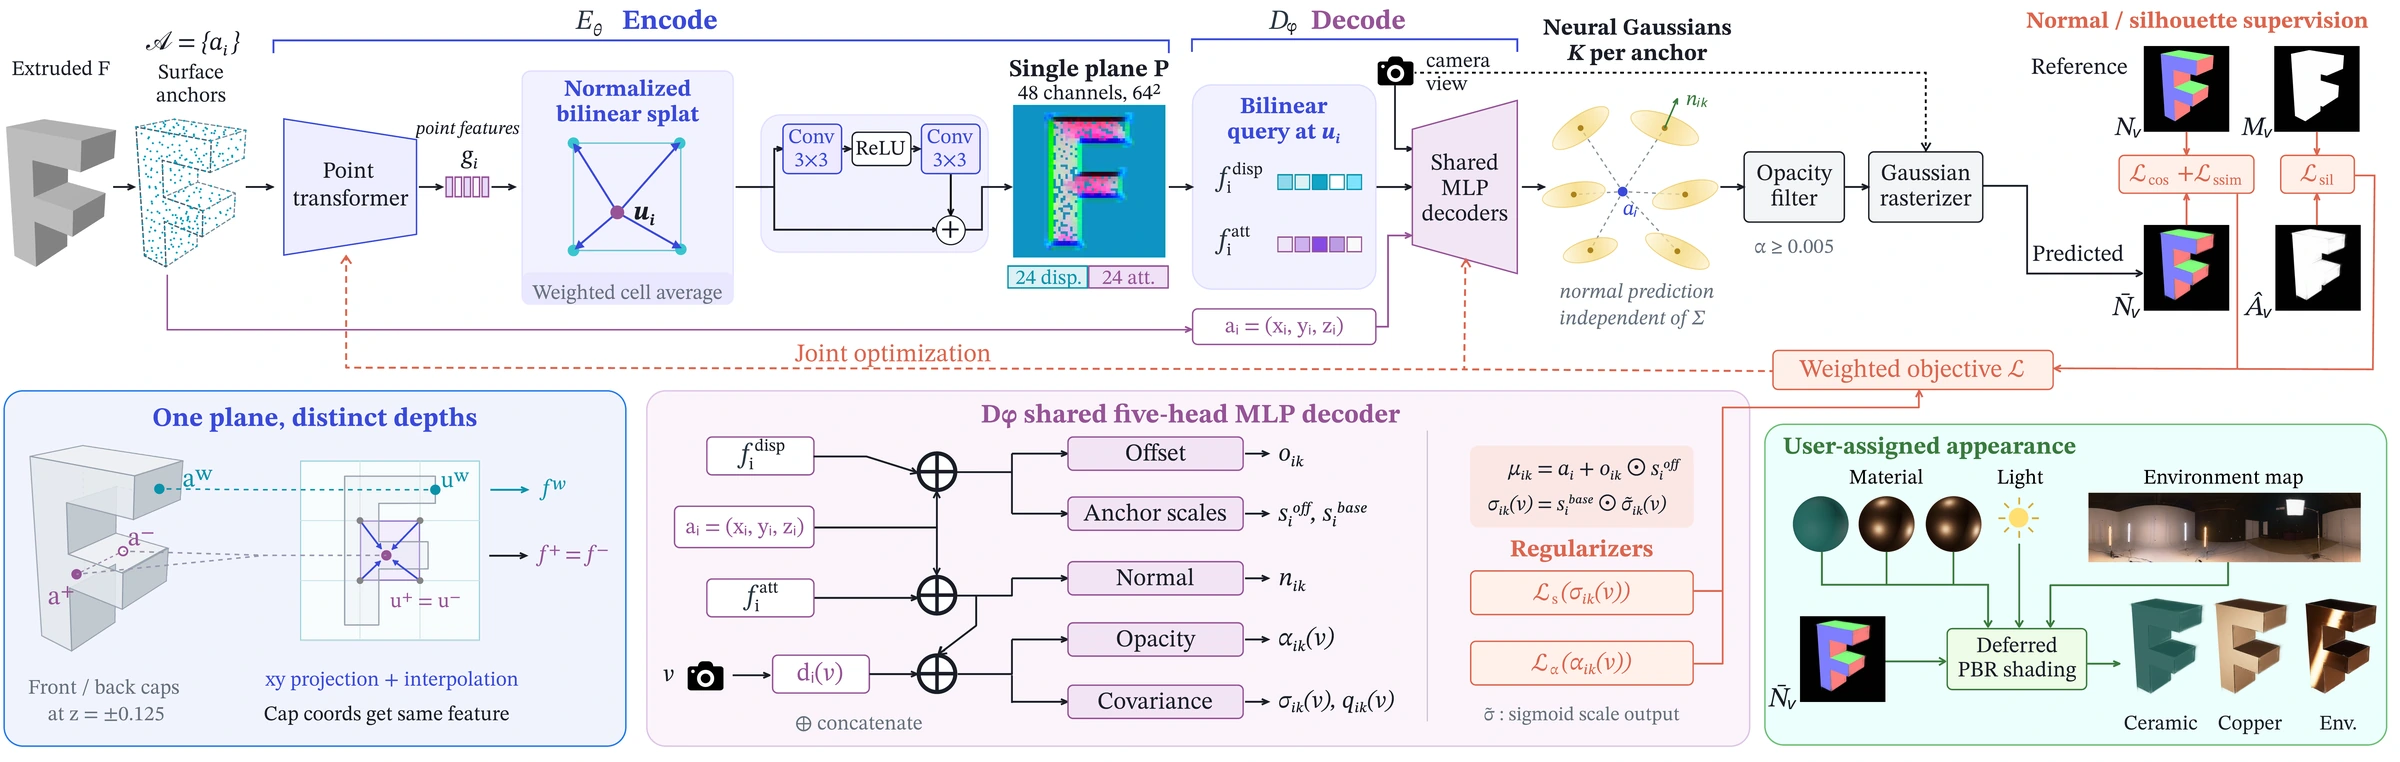 Extruded F
𝒜 = {aᵢ}
Surface
anchors
E_θ Encode
Point
transformer
point features
gᵢ
Normalized
bilinear splat
uᵢ
Weighted cell average
Conv
3×3
ReLU
Conv
3×3
+
Single plane P
48 channels, 64²
24 disp.
24 att.
D_φ Decode
Bilinear
query at uᵢ
fᵢ^disp
fᵢ^att
aᵢ = (xᵢ, yᵢ, zᵢ)
camera
view
Shared
MLP
decoders
Neural Gaussians
K per anchor
n_ik
aᵢ
normal prediction
independent of Σ
Opacity
filter
α ≥ 0.005
Gaussian
rasterizer
Normal / silhouette supervision
Reference
N_v
M_v
ℒ_cos + ℒ_ssim
ℒ_sil
Predicted
N̄_v
Â_v
Joint optimization
Weighted objective ℒ
One plane, distinct depths
a^w
a⁻
a⁺
u^w
u⁺ = u⁻
f^w
f⁺ = f⁻
Front / back caps
at z = ±0.125
xy projection + interpolation
Cap coords get same feature
Dφ shared five-head MLP decoder
fᵢ^disp
aᵢ = (xᵢ, yᵢ, zᵢ)
fᵢ^att
v
dᵢ(v)
⊕ concatenate
Offset
o_ik
Anchor scales
sᵢ^off, sᵢ^base
Normal
n_ik
Opacity
α_ik(v)
Covariance
σ_ik(v), q_ik(v)
μ_ik = aᵢ + o_ik ⊙ sᵢ^off
σ_ik(v) = sᵢ^base ⊙ σ̃_ik(v)
Regularizers
ℒ_s(σ_ik(v))
ℒ_α(α_ik(v))
σ̃ : sigmoid scale output
User-assigned appearance
Material
Light
Environment map
N̄_v
Deferred
PBR shading
Ceramic
Copper
Env.